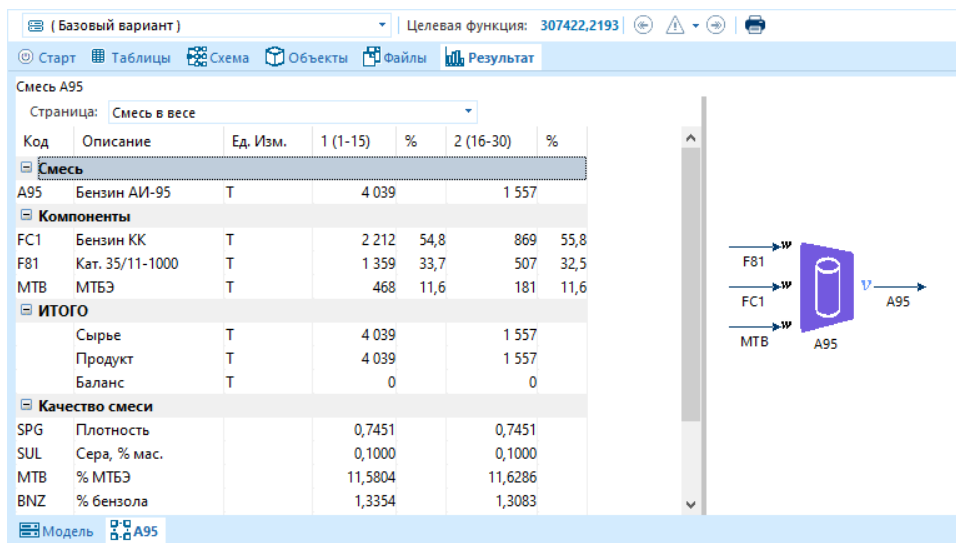 ( Базовый вариант ) Целевая функция: 307422,2193
Старт Таблицы Схема Объекты Файлы Результат
Смесь А95
Страница: Смесь в весе
Код Описание Ед. Изм. 1 (1-15) % 2 (16-30) %
Смесь
A95 Бензин АИ-95 Т 4 039 1 557
Компоненты
FC1 Бензин КК Т 2 212 54,8 869 55,8
F81 Кат. 35/11-1000 Т 1 359 33,7 507 32,5
MTB МТБЭ Т 468 11,6 181 11,6
ИТОГО
Сырье Т 4 039 1 557
Продукт Т 4 039 1 557
Баланс Т 0 0
Качество смеси
SPG Плотность 0,7451 0,7451
SUL Сера, % мас. 0,1000 0,1000
MTB % МТБЭ 11,5804 11,6286
BNZ % бензола 1,3354 1,3083
w
F81
w v
FC1 A95
w
MTB A95
Модель A95